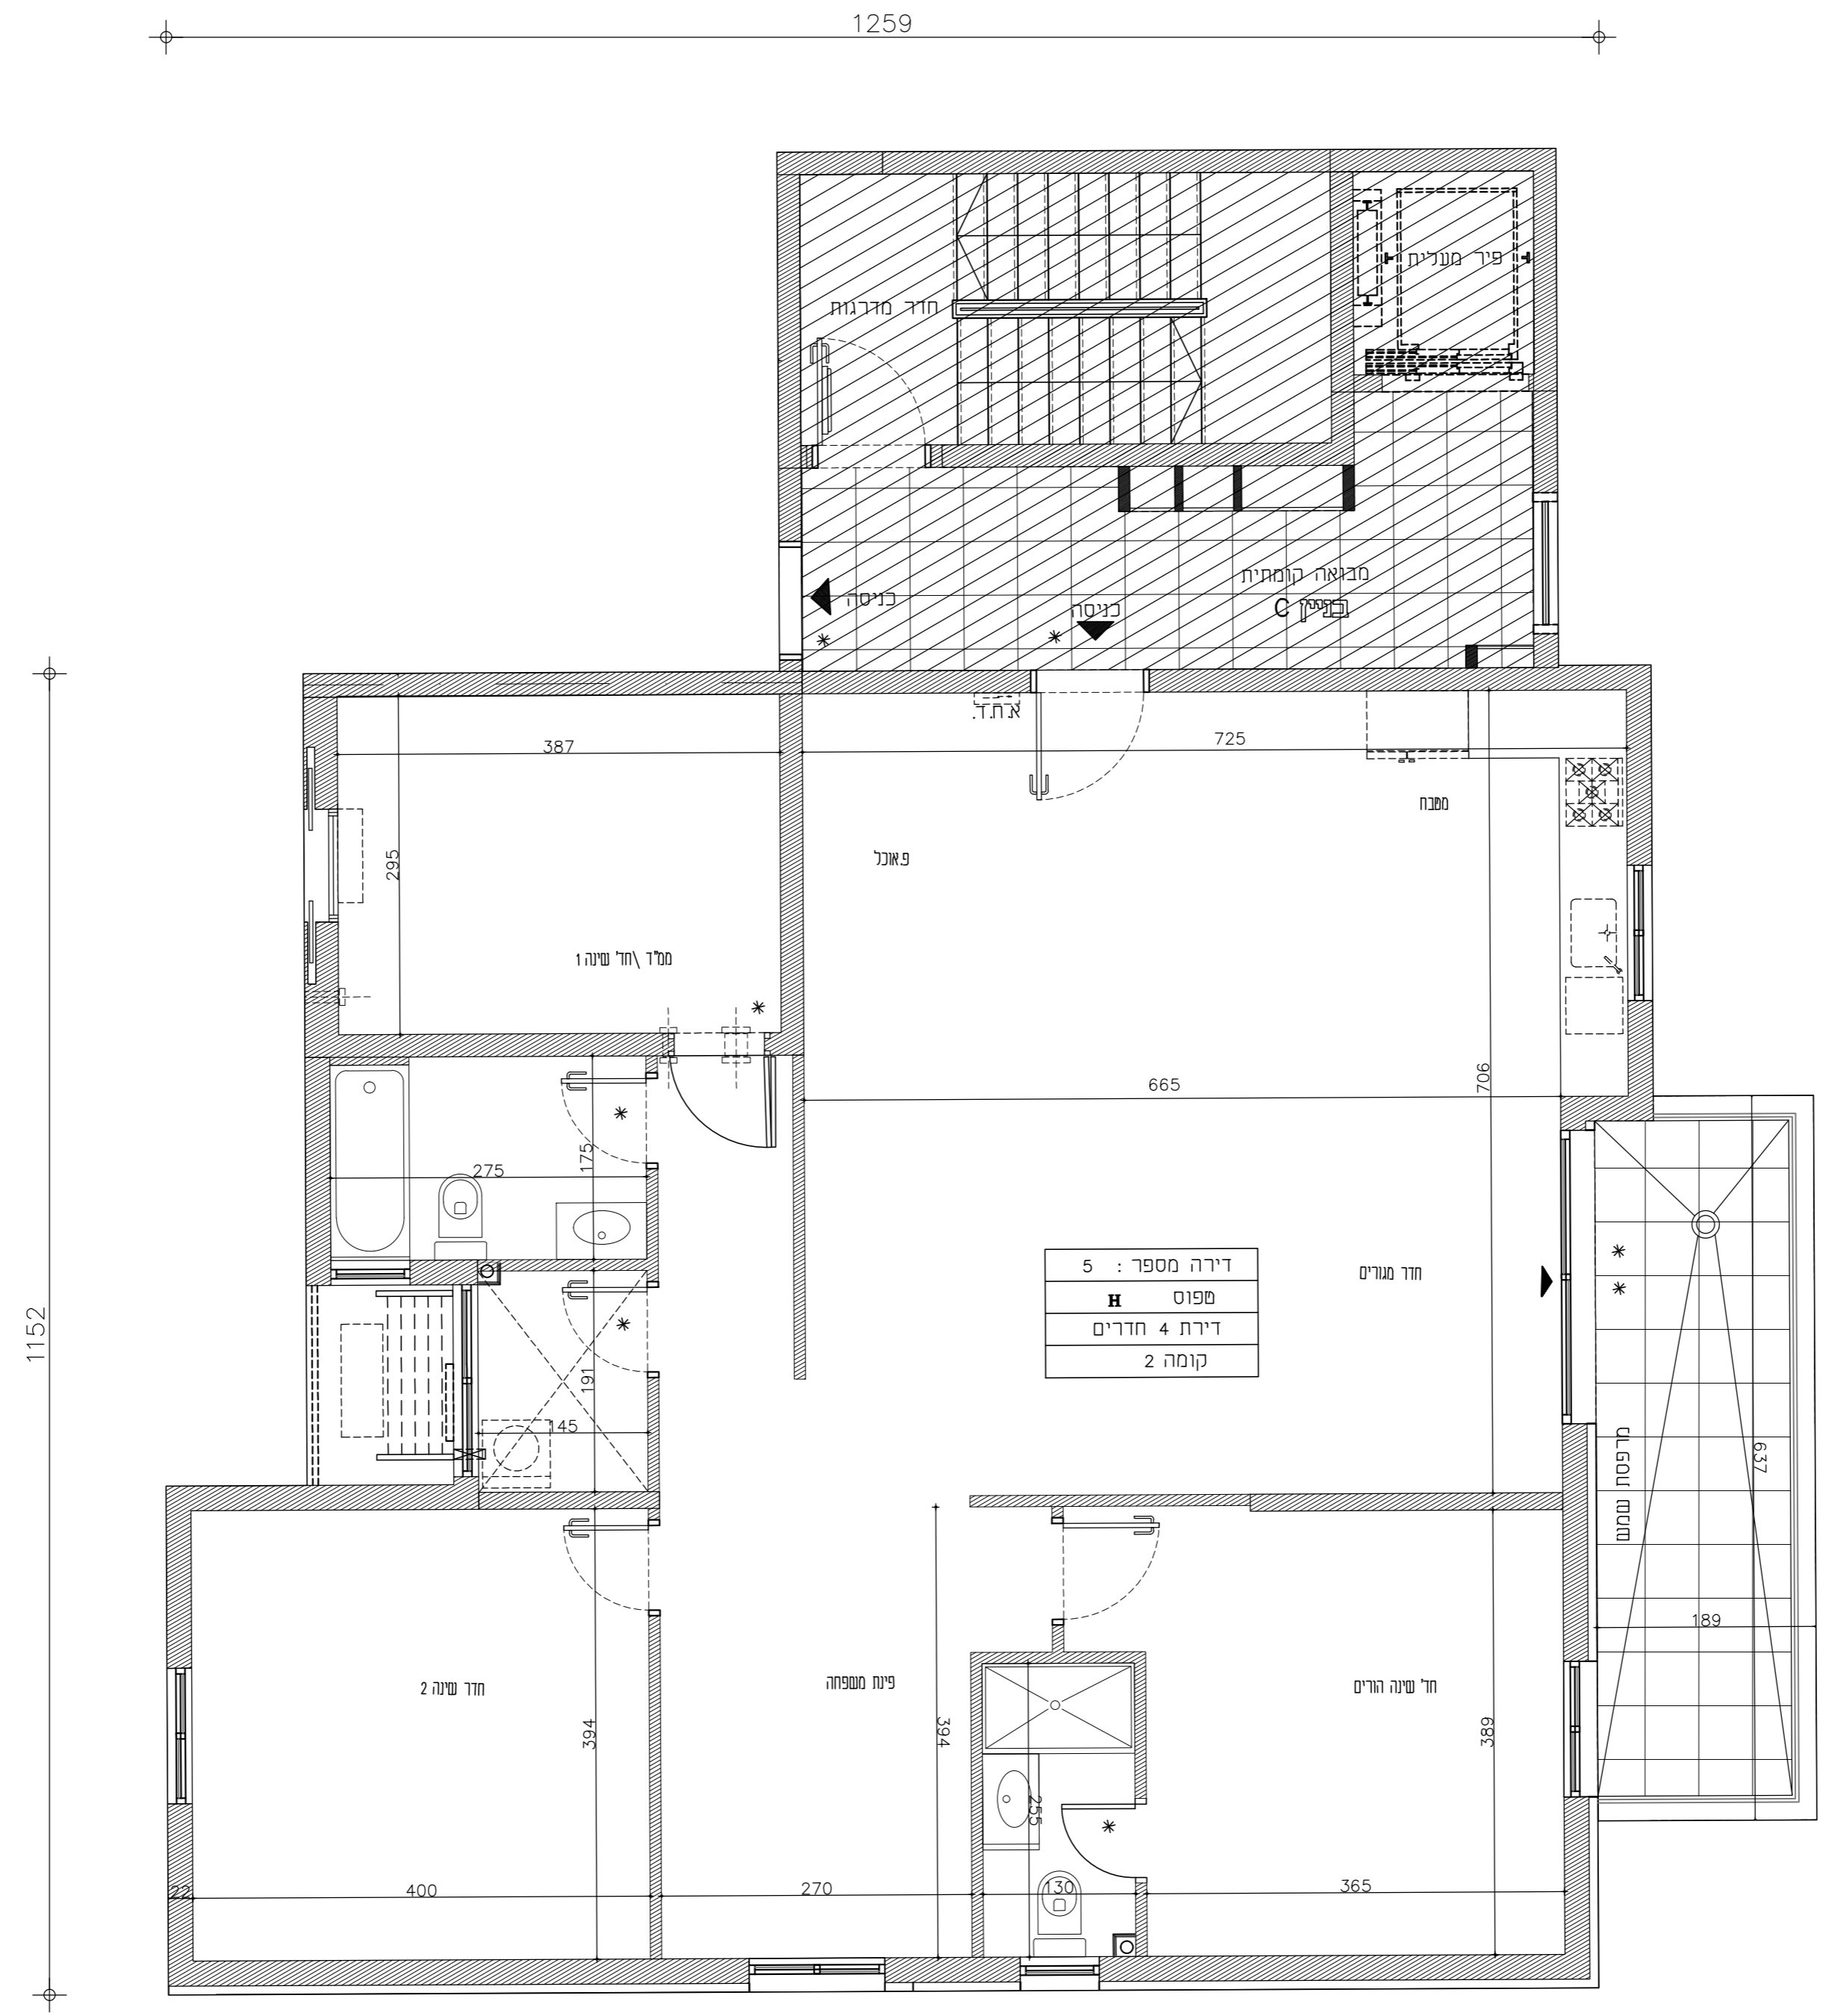 1259
פיר מעלית
חדר מדרגות
מבואה קומתית
בניין C
כניסה
כניסה
א.ת.ד.
387
725
מטבח
295
פ.אוכל
ממ"ד \חד' שינה 1
665
706
275
175
דירה מספר : 5
טפוס H
דירת 4 חדרים
קומה 2
חדר מגורים
1152
191
145
מרפסת שמש
637
189
חדר שינה 2
פינת משפחה
חד' שינה הורים
394
394
389
255
22
400
270
130
365